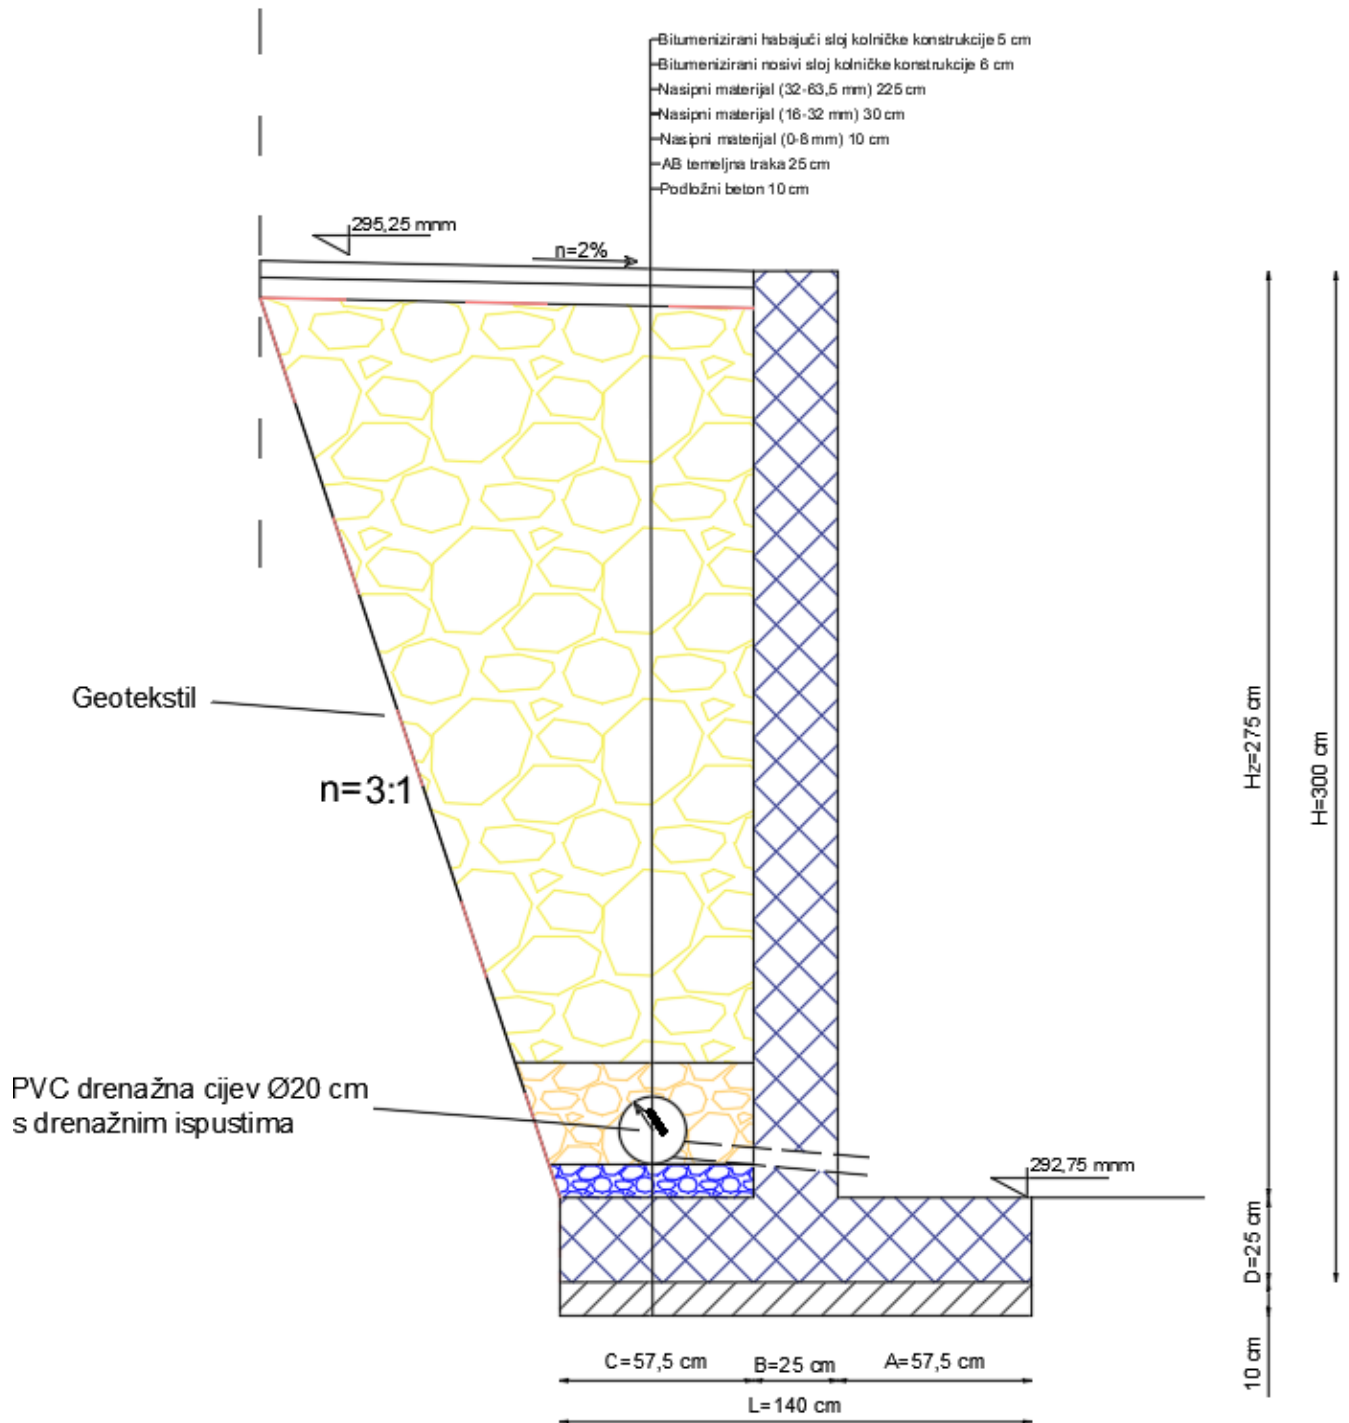 Bitumenizirani habajući sloj kolničke konstrukcije 5 cm
Bitumenizirani nosivi sloj kolničke konstrukcije 6 cm
Nasipni materijal (32-63,5 mm) 225 cm
Nasipni materijal (16-32 mm) 30 cm
Nasipni materijal (0-8 mm) 10 cm
AB temeljna traka 25 cm
Podložni beton 10 cm
295,25 mnm
n=2%
Geotekstil
n=3:1
Hz=275 cm
H=300 cm
PVC drenažna cijev Ø20 cm
s drenažnim ispustima
292,75 mnm
D=25 cm
10 cm
C=57,5 cm
B=25 cm
A=57,5 cm
L=140 cm